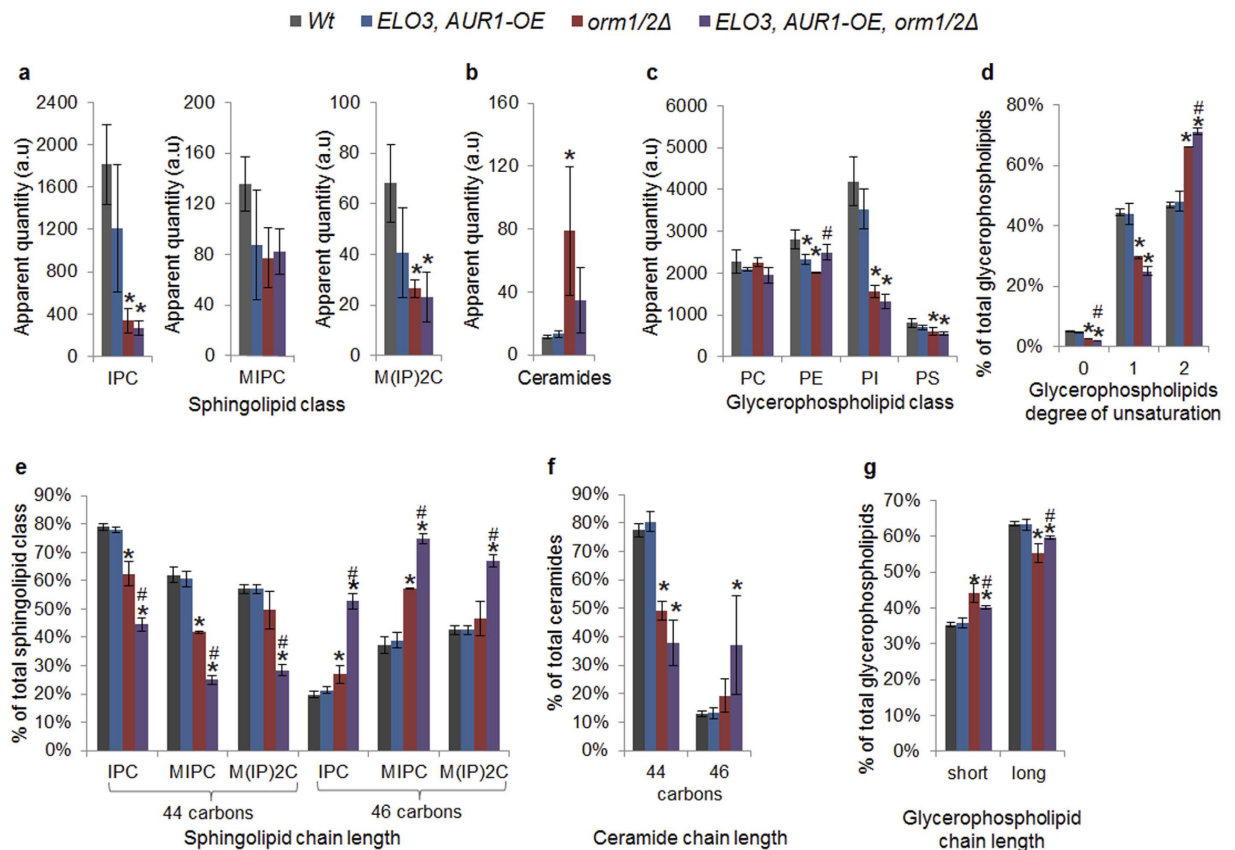 Wt ELO3, AUR1-OE orm1/2Δ ELO3, AUR1-OE, orm1/2Δ
a
Apparent quantity (a.u)
2400
2000
1600
1200
800
400
0
IPC
Apparent quantity (a.u)
200
160
120
80
40
0
MIPC
Apparent quantity (a.u)
100
80
60
40
20
0
* *
M(IP)2C
* *
Sphingolipid class
b
Apparent quantity (a.u)
160
120
80
40
0
*
Ceramides
c
Apparent quantity (a.u)
6000
5000
4000
3000
2000
1000
0
* * #
* *
* *
PC PE PI PS
Glycerophospholipid class
d
% of total glycerophospholipids
80%
60%
40%
20%
0%
#
* *
* *
#
* *
0 1 2
Glycerophospholipids
degree of unsaturation
e
% of total sphingolipid class
90%
80%
70%
60%
50%
40%
30%
20%
10%
0%
* # *
* # *
# *
* # *
* # *
# *
IPC MIPC M(IP)2C IPC MIPC M(IP)2C
44 carbons 46 carbons
Sphingolipid chain length
f
% of total ceramides
90%
80%
70%
60%
50%
40%
30%
20%
10%
0%
* *
44 46
carbons
Ceramide chain length
g
% of total glycerophospholipids
70%
60%
50%
40%
30%
20%
10%
0%
* # *
* # *
short long
Glycerophospholipid
chain length